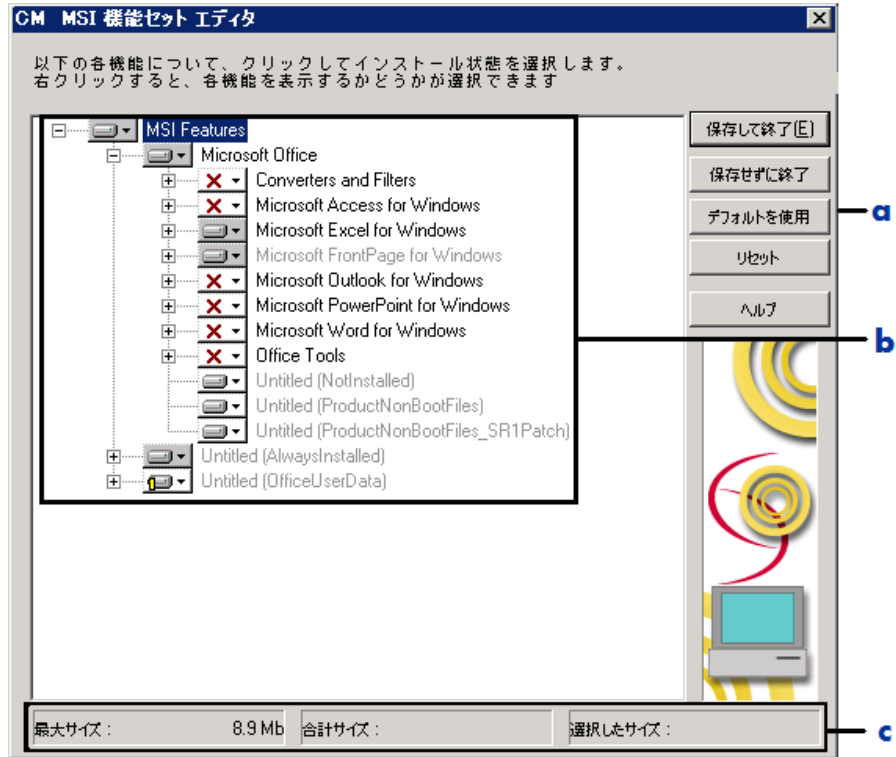 CM MSI 機能セット エディタ
以下の各機能について、クリックしてインストール状態を選択します。
右クリックすると、各機能を表示するかどうかが選択できます
MSI Features
Microsoft Office
Converters and Filters
Microsoft Access for Windows
Microsoft Excel for Windows
Microsoft FrontPage for Windows
Microsoft Outlook for Windows
Microsoft PowerPoint for Windows
Microsoft Word for Windows
Office Tools
Untitled (NotInstalled)
Untitled (ProductNonBootFiles)
Untitled (ProductNonBootFiles_SR1Patch)
Untitled (AlwaysInstalled)
Untitled (OfficeUserData)
保存して終了(E)
保存せずに終了
デフォルトを使用
リセット
ヘルプ
a
b
最大サイズ : 8.9 Mb 合計サイズ : 選択したサイズ :
c